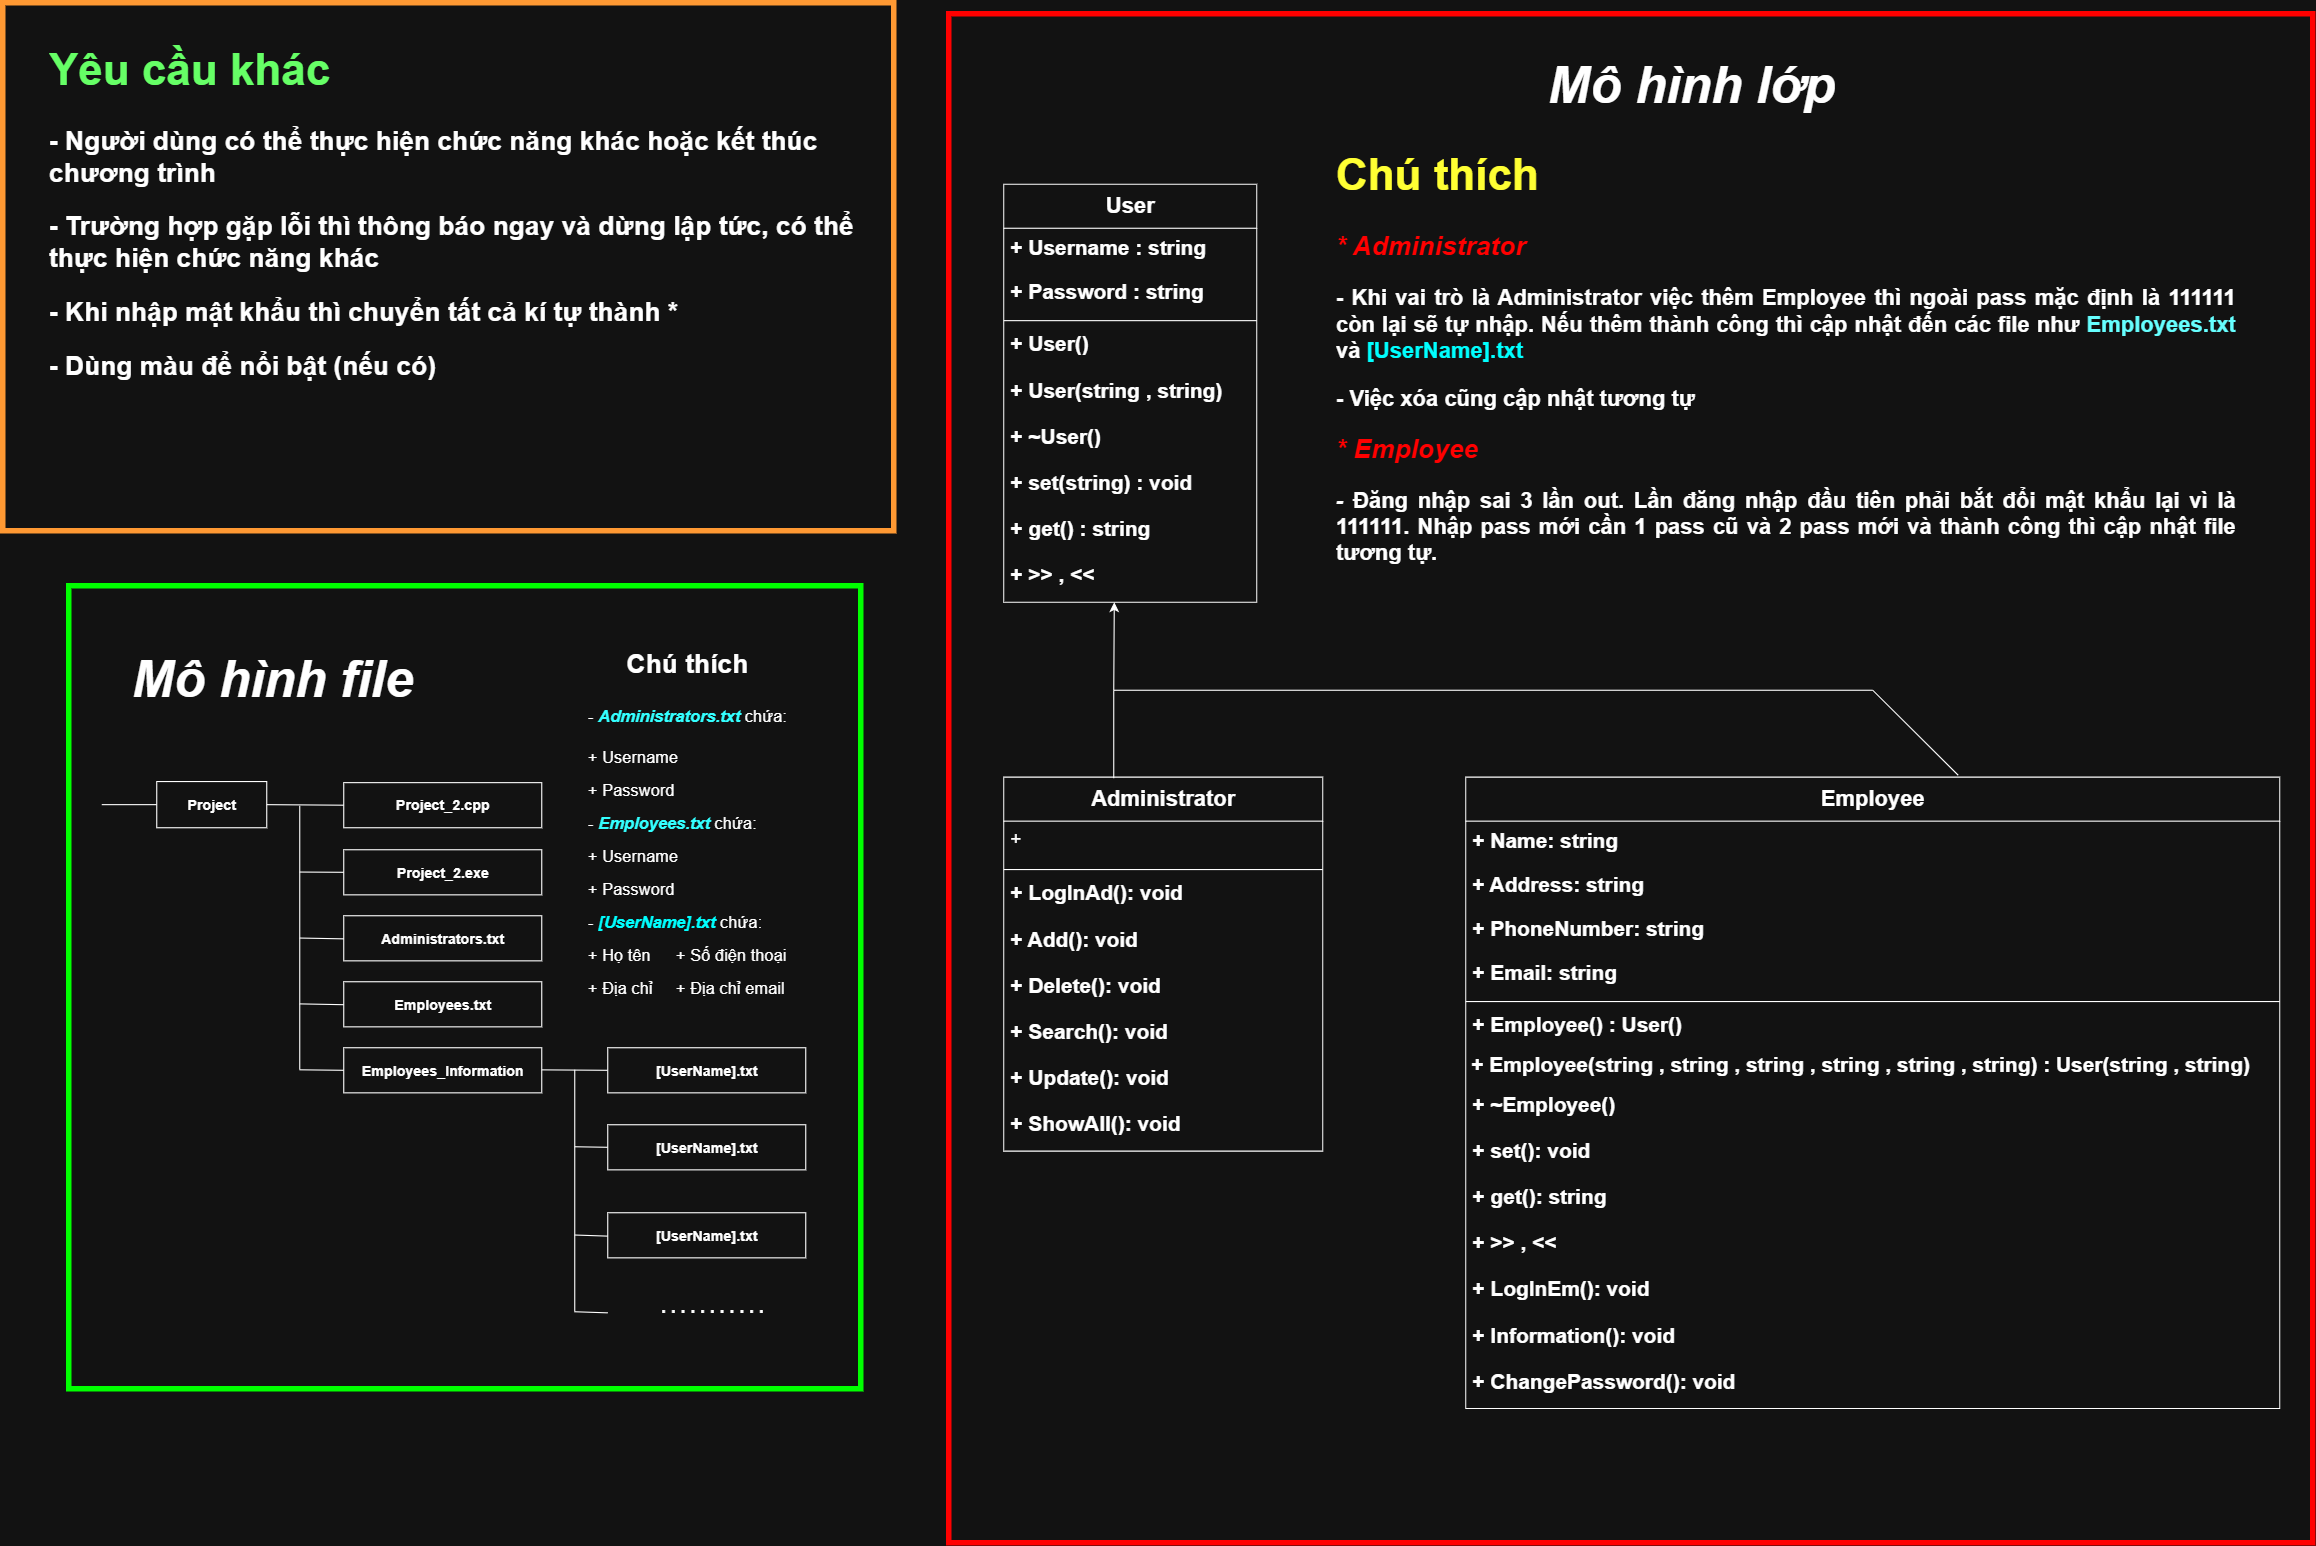 Yêu cầu khác
- Người dùng có thể thực hiện chức năng khác hoặc kết thúc
chương trình
- Trường hợp gặp lỗi thì thông báo ngay và dừng lập tức, có thể
thực hiện chức năng khác
- Khi nhập mật khẩu thì chuyển tất cả kí tự thành *
- Dùng màu để nổi bật (nếu có)
Mô hình file
Chú thích
- Administrators.txt chứa:
+ Username
+ Password
- Employees.txt chứa:
+ Username
+ Password
- [UserName].txt chứa:
+ Họ tên + Số điện thoại
+ Địa chỉ + Địa chỉ email
Project
Project_2.cpp
Project_2.exe
Administrators.txt
Employees.txt
Employees_Information
[UserName].txt
[UserName].txt
[UserName].txt
...........
Mô hình lớp
Chú thích
* Administrator
- Khi vai trò là Administrator việc thêm Employee thì ngoài pass mặc định là 111111
còn lại sẽ tự nhập. Nếu thêm thành công thì cập nhật đến các file như Employees.txt
và [UserName].txt
- Việc xóa cũng cập nhật tương tự
* Employee
- Đăng nhập sai 3 lần out. Lần đăng nhập đầu tiên phải bắt đổi mật khẩu lại vì là
111111. Nhập pass mới cần 1 pass cũ và 2 pass mới và thành công thì cập nhật file
tương tự.
User
+ Username : string
+ Password : string
+ User()
+ User(string , string)
+ ~User()
+ set(string) : void
+ get() : string
+ >> , <<
Administrator
+
+ LogInAd(): void
+ Add(): void
+ Delete(): void
+ Search(): void
+ Update(): void
+ ShowAll(): void
Employee
+ Name: string
+ Address: string
+ PhoneNumber: string
+ Email: string
+ Employee() : User()
+ Employee(string , string , string , string , string , string) : User(string , string)
+ ~Employee()
+ set(): void
+ get(): string
+ >> , <<
+ LogInEm(): void
+ Information(): void
+ ChangePassword(): void